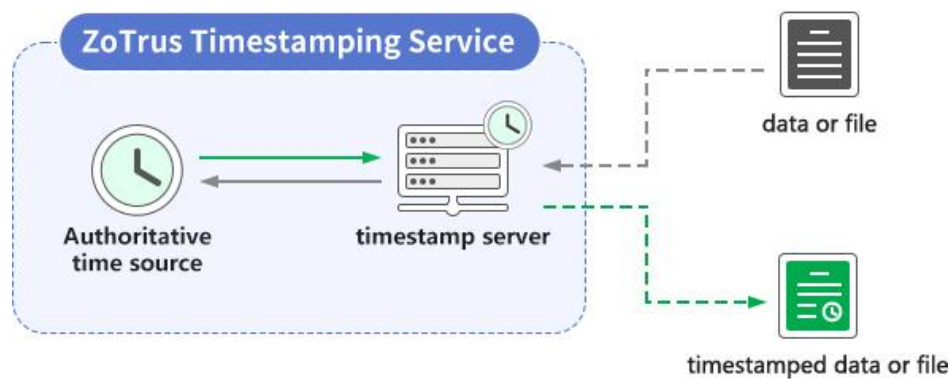 ZoTrus Timestamping Service
data or file
Authoritative
time source
timestamp server
timestamped data or file